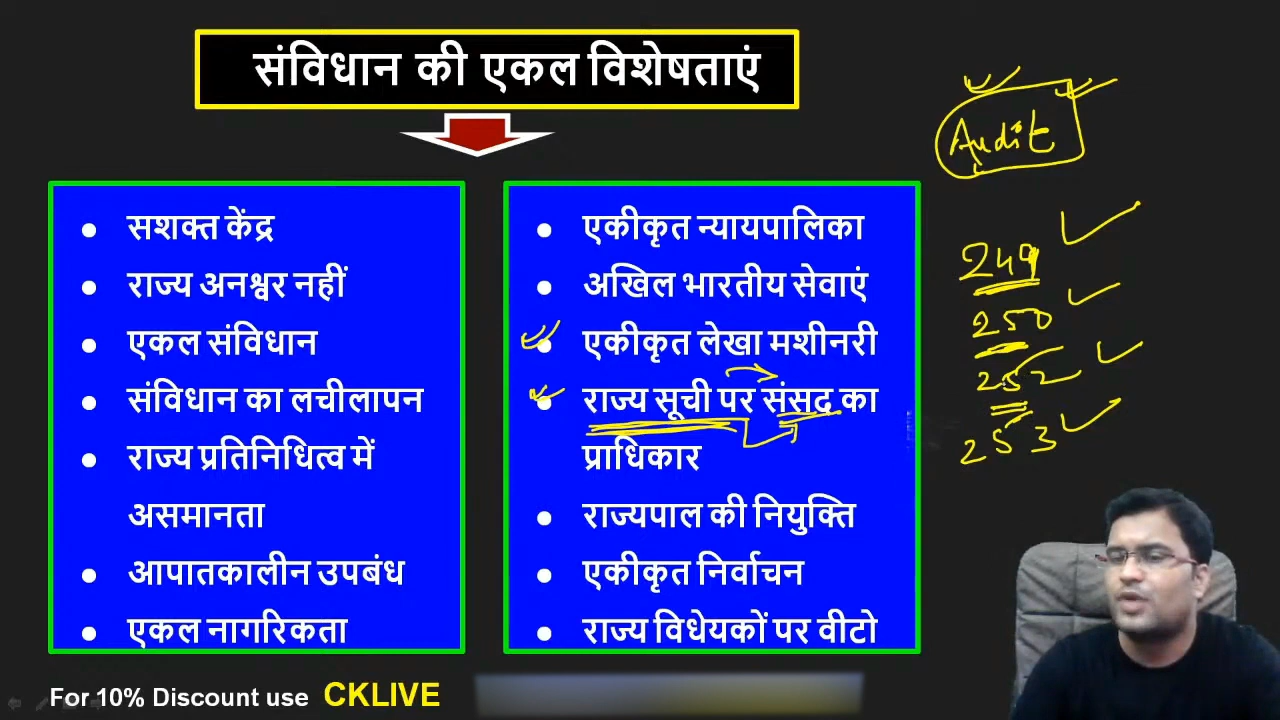 संविधान की एकल विशेषताएं
सशक्त केंद्र
राज्य अनश्वर नहीं
एकल संविधान
संविधान का लचीलापन
राज्य प्रतिनिधित्व में
असमानता
आपातकालीन उपबंध
एकल नागरिकता
एकीकृत न्यायपालिका
अखिल भारतीय सेवाएं
एकीकृत लेखा मशीनरी
राज्य सूची पर संसद का
प्राधिकार
राज्यपाल की नियुक्ति
एकीकृत निर्वाचन
राज्य विधेयकों पर वीटो
Audit
249
250
252
253
For 10% Discount use CKLIVE